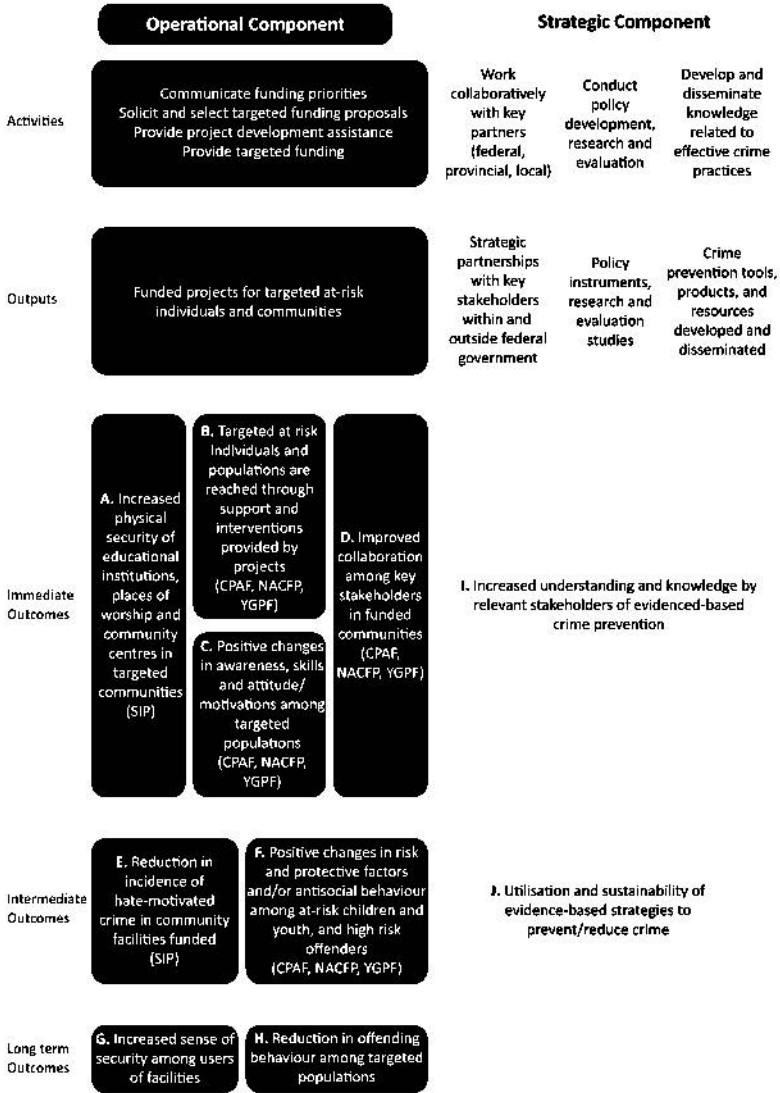 Operational Component
Strategic Component
Activities
Communicate funding priorities
Solicit and select targeted funding proposals
Provide project development assistance
Provide targeted funding
Work
collaboratively
with key
partners
(federal,
provincial, local)
Conduct
policy
development,
research and
evaluation
Develop and
disseminate
knowledge
related to
effective crime
practices
Outputs
Funded projects for targeted at-risk
individuals and communities
Strategic
partnerships
with key
stakeholders
within and
outside federal
government
Policy
instruments,
research and
evaluation
studies
Crime
prevention tools,
products, and
resources
developed and
disseminated
Immediate
Outcomes
A. Increased
physical
security of
educational
institutions,
places of
worship and
community
centres in
targeted
communities
(SIP)
B. Targeted at risk
individuals and
populations are
reached through
support and
interventions
provided by
projects
(CPAF, NACFP,
YGPF)
C. Positive changes
in awareness, skills
and attitude/
motivations among
targeted
populations
(CPAF, NACFP,
YGPF)
D. Improved
collaboration
among key
stakeholders
in funded
communities
(CPAF,
NACFP, YGPF)
I. Increased understanding and knowledge by
relevant stakeholders of evidenced-based
crime prevention
Intermediate
Outcomes
E. Reduction in
incidence of
hate-motivated
crime in community
facilities funded
(SIP)
F. Positive changes in risk
and protective factors
and/or antisocial behaviour
among at-risk children and
youth, and high risk
offenders
(CPAF, NACFP, YGPF)
J. Utilisation and sustainability of
evidence-based strategies to
prevent/reduce crime
Long term
Outcomes
G. Increased sense of
security among users
of facilities
H. Reduction in offending
behaviour among targeted
populations